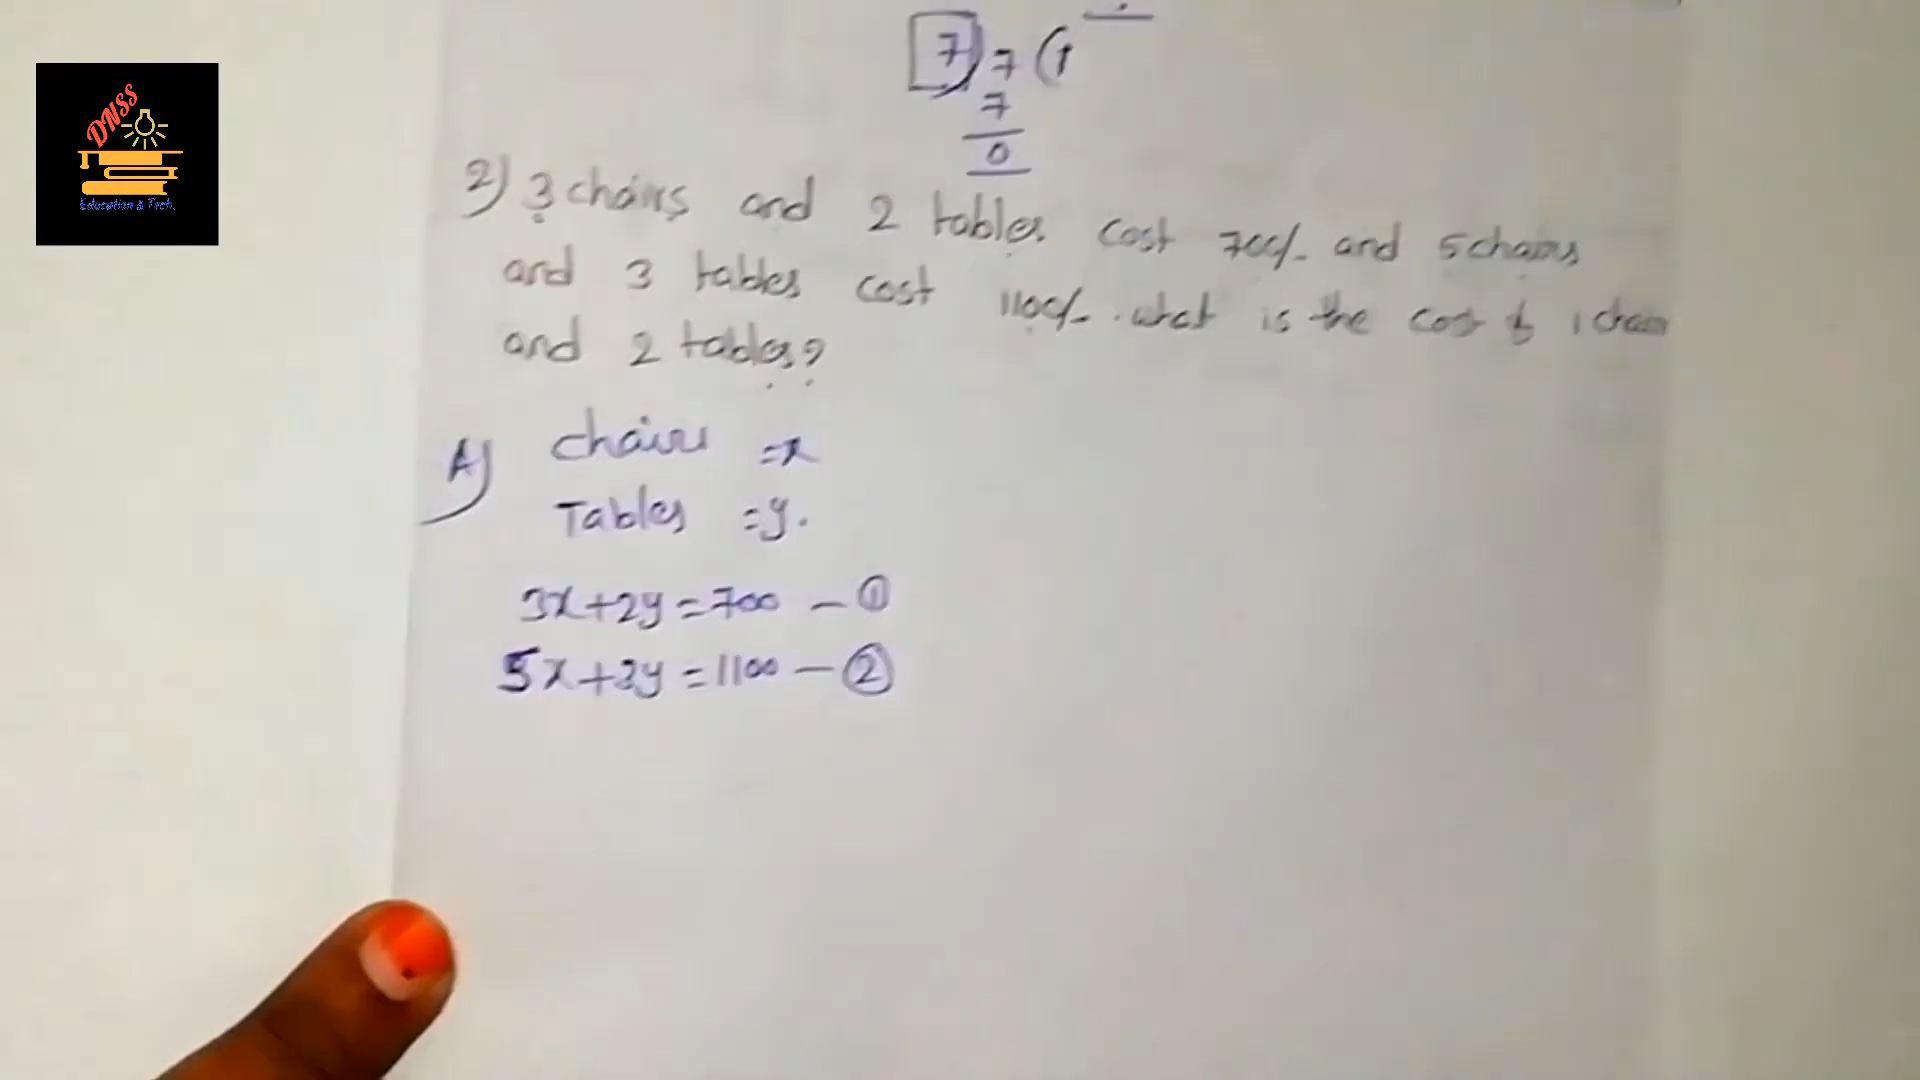 DNSS
Education & Tech.
7) 7 (1
7
0
2) 3 chairs and 2 tables cost 700/- and 5 chairs
and 3 tables cost 1100/- . what is the cost of 1 chair
and 2 tables?
A) chairs = x
Tables = y.
3x+2y=700 - ①
5x+3y=1100 - ②